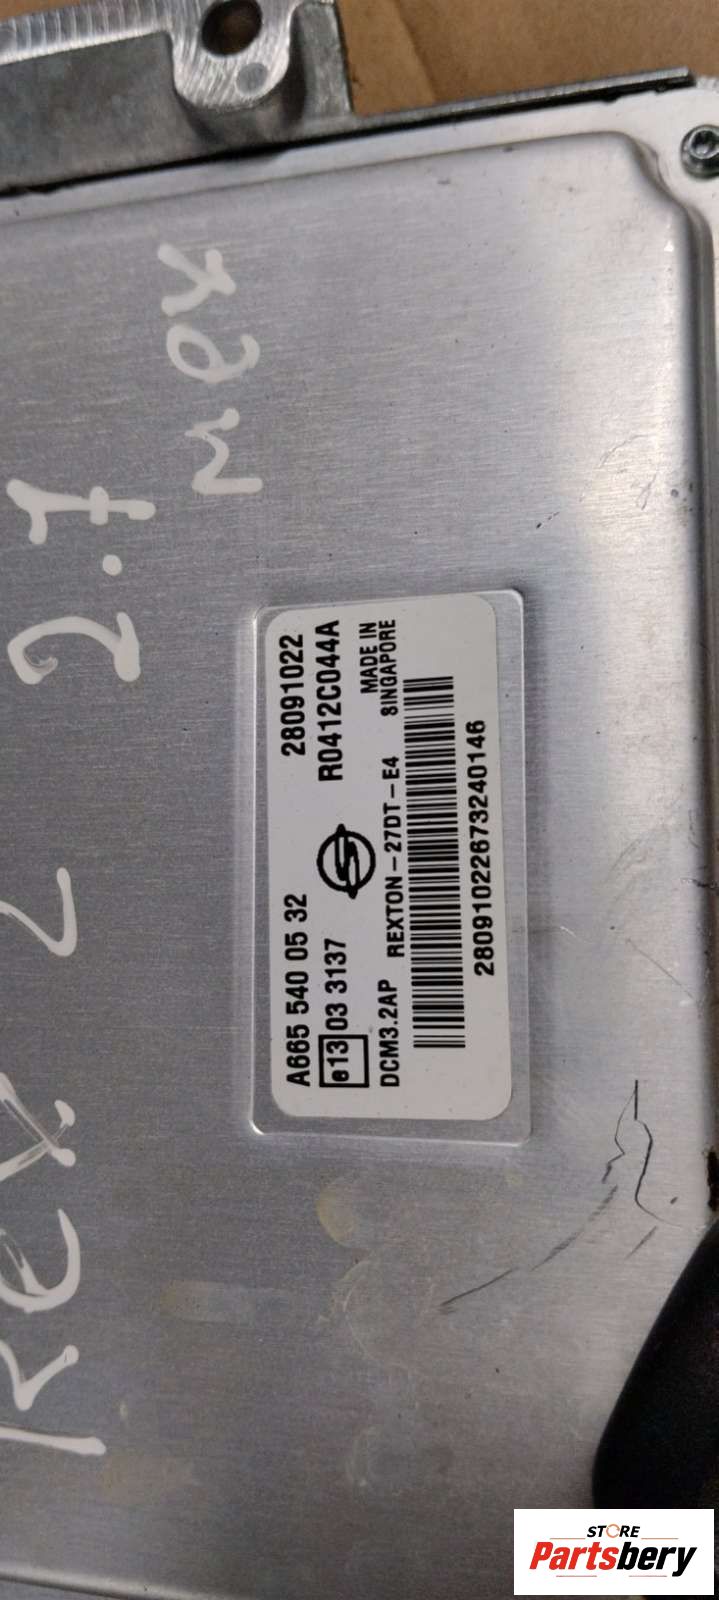 Rex 2 2.7
мех
A665 540 05 32 28091022
e13 03 3137 R0412C044A
DCM3.2AP REXTON-27DT-E4 MADE IN
SINGAPORE
28091022673240146
STORE
Partsbery